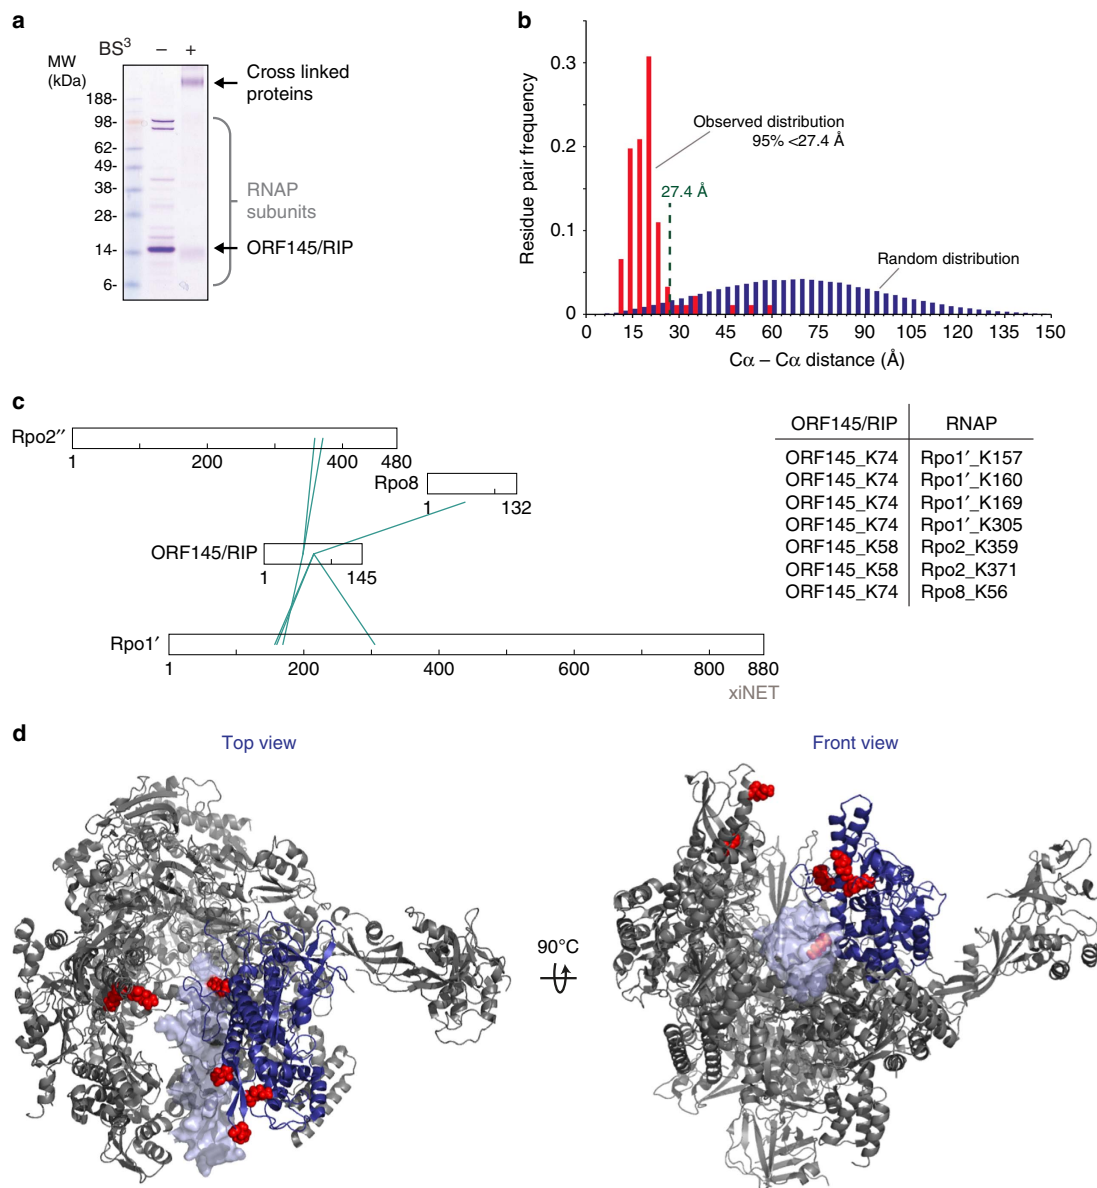 a
BS3 – +
MW
(kDa)
188-
98-
62-
49-
38-
28-
14-
6-
Cross linked
proteins
RNAP
subunits
ORF145/RIP
b
Residue pair frequency
0.3
0.2
0.1
0
Observed distribution
95% <27.4 Å
27.4 Å
Random distribution
0 15 30 45 60 75 90 105 120 135 150
Cα – Cα distance (Å)
c
Rpo2′′
1 200 400 480
Rpo8
1 132
ORF145/RIP
1 145
Rpo1′
1 200 400 600 800 880
xiNET
ORF145/RIP RNAP
ORF145_K74 Rpo1′_K157
ORF145_K74 Rpo1′_K160
ORF145_K74 Rpo1′_K169
ORF145_K74 Rpo1′_K305
ORF145_K58 Rpo2_K359
ORF145_K58 Rpo2_K371
ORF145_K74 Rpo8_K56
d
Top view
Front view
90°C